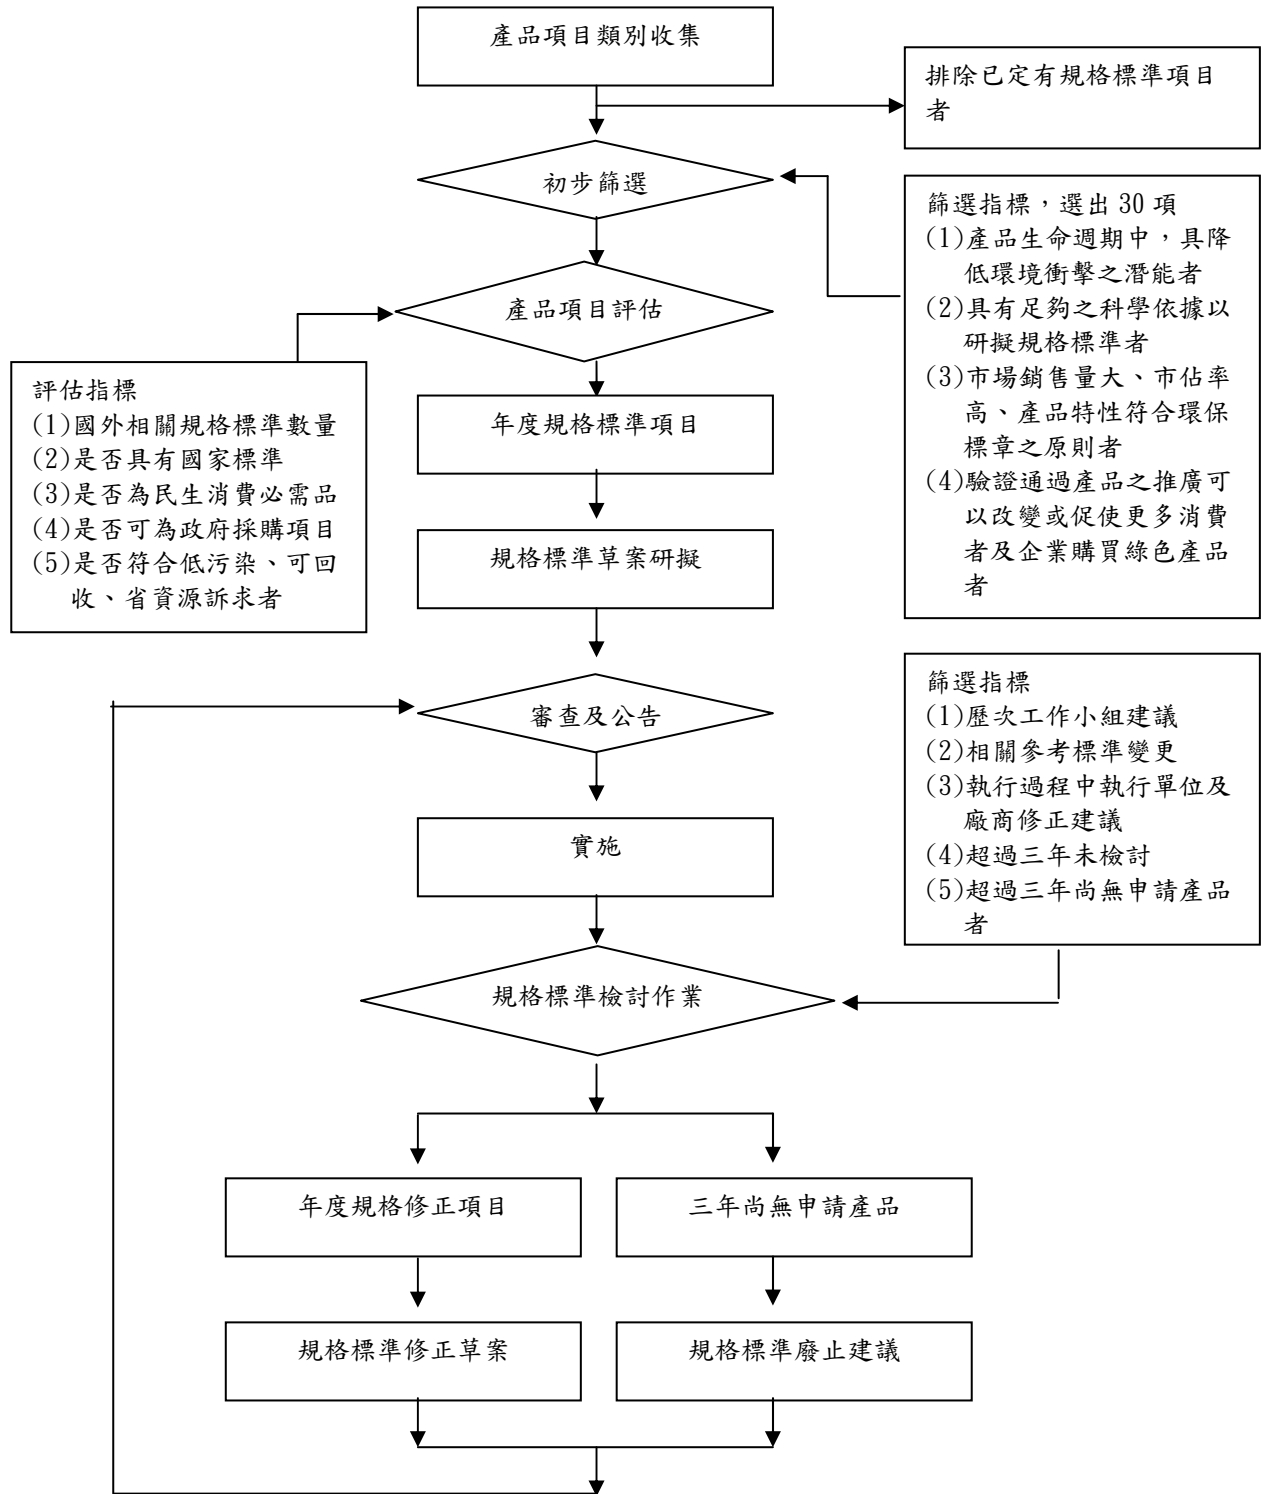 產品項目類別收集
排除已定有規格標準項目
者
初步篩選
篩選指標，選出 30 項
(1)產品生命週期中，具降
低環境衝擊之潛能者
(2)具有足夠之科學依據以
研擬規格標準者
(3)市場銷售量大、市佔率
高、產品特性符合環保
標章之原則者
(4)驗證通過產品之推廣可
以改變或促使更多消費
者及企業購買綠色產品
者
產品項目評估
評估指標
(1)國外相關規格標準數量
(2)是否具有國家標準
(3)是否為民生消費必需品
(4)是否可為政府採購項目
(5)是否符合低污染、可回
收、省資源訴求者
年度規格標準項目
規格標準草案研擬
審查及公告
實施
篩選指標
(1)歷次工作小組建議
(2)相關參考標準變更
(3)執行過程中執行單位及
廠商修正建議
(4)超過三年未檢討
(5)超過三年尚無申請產品
者
規格標準檢討作業
年度規格修正項目
三年尚無申請產品
規格標準修正草案
規格標準廢止建議